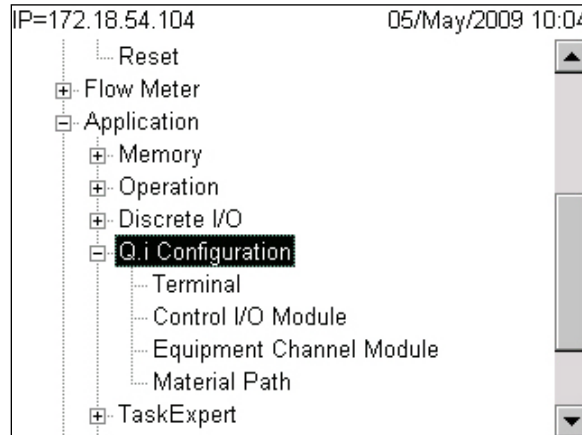 IP=172.18.54.104 05/May/2009 10:04
Reset
Flow Meter
Application
Memory
Operation
Discrete I/O
Q.i Configuration
Terminal
Control I/O Module
Equipment Channel Module
Material Path
TaskExpert